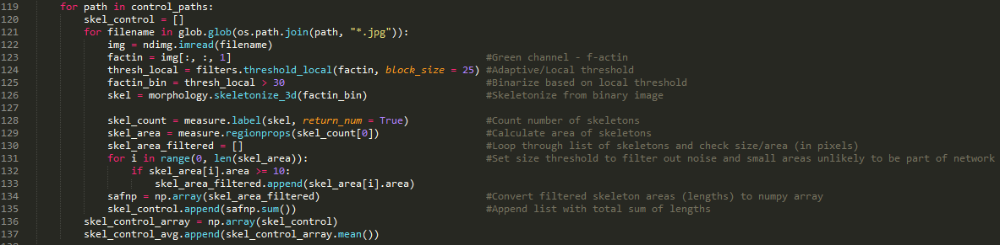 119 for path in control_paths:
120 skel_control = []
121 for filename in glob.glob(os.path.join(path, "*.jpg")):
122 img = ndimg.imread(filename)
123 factin = img[:, :, 1] #Green channel - f-actin
124 thresh_local = filters.threshold_local(factin, block_size = 25) #Adaptive/Local threshold
125 factin_bin = thresh_local > 30 #Binarize based on local threshold
126 skel = morphology.skeletonize_3d(factin_bin) #Skeletonize from binary image
127
128 skel_count = measure.label(skel, return_num = True) #Count number of skeletons
129 skel_area = measure.regionprops(skel_count[0]) #Calculate area of skeletons
130 skel_area_filtered = [] #Loop through list of skeletons and check size/area (in pixels)
131 for i in range(0, len(skel_area)): #Set size threshold to filter out noise and small areas unlikely to be part of network
132 if skel_area[i].area >= 10:
133 skel_area_filtered.append(skel_area[i].area)
134 safnp = np.array(skel_area_filtered) #Convert filtered skeleton areas (lengths) to numpy array
135 skel_control.append(safnp.sum()) #Append list with total sum of lengths
136 skel_control_array = np.array(skel_control)
137 skel_control_avg.append(skel_control_array.mean())